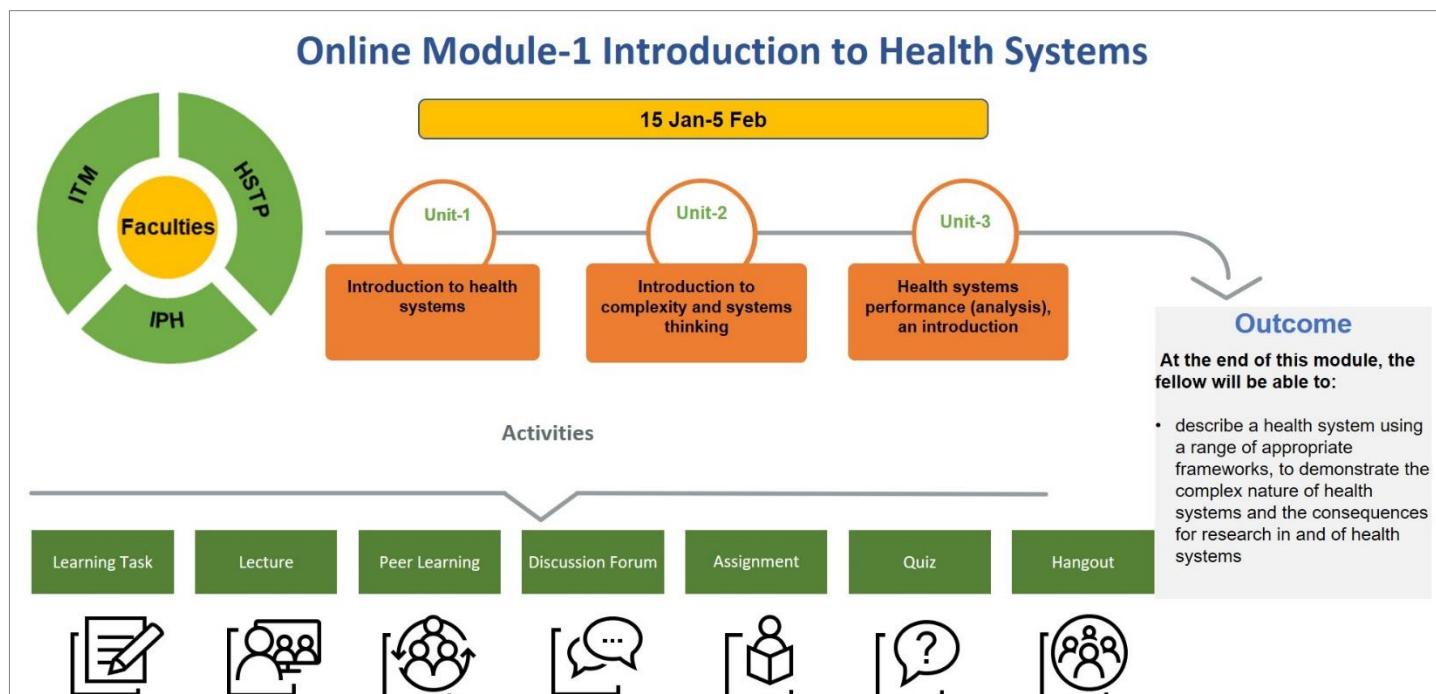 Online Module-1 Introduction to Health Systems
15 Jan-5 Feb
ITM
HSTP
Faculties
IPH
Unit-1
Unit-2
Unit-3
Introduction to health
systems
Introduction to
complexity and systems
thinking
Health systems
performance (analysis),
an introduction
Outcome
At the end of this module, the
fellow will be able to:
• describe a health system using
a range of appropriate
frameworks, to demonstrate the
complex nature of health
systems and the consequences
for research in and of health
systems
Activities
Learning Task
Lecture
Peer Learning
Discussion Forum
Assignment
Quiz
Hangout
?